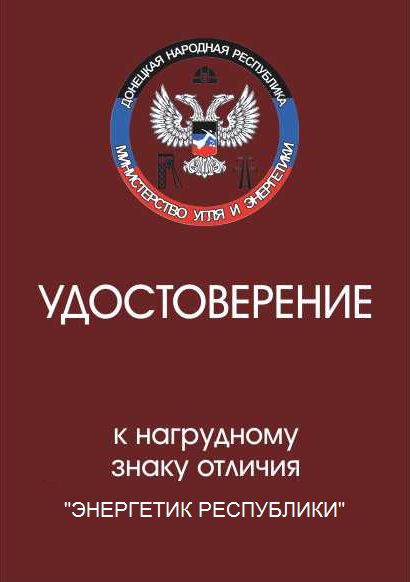 ДОНЕЦКАЯ НАРОДНАЯ РЕСПУБЛИКА
МИНИСТЕРСТВО УГЛЯ И ЭНЕРГЕТИКИ
УДОСТОВЕРЕНИЕ
к нагрудному
знаку отличия
"ЭНЕРГЕТИК РЕСПУБЛИКИ"